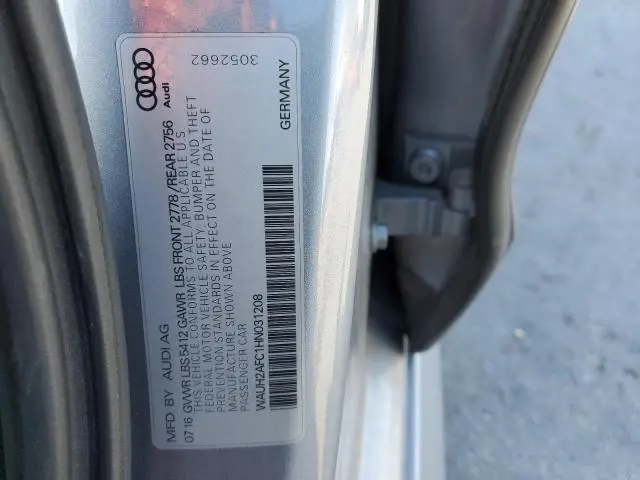 MFD BY AUDI AG
07 16 GVWR LBS 5412 GAWR LBS FRONT 2778 / REAR 2756
THIS VEHICLE CONFORMS TO ALL APPLICABLE U.S.
FEDERAL MOTOR VEHICLE SAFETY, BUMPER AND THEFT
PREVENTION STANDARDS IN EFFECT ON THE DATE OF
MANUFACTURE SHOWN ABOVE
PASSENGER CAR
WAUH2AFC1HN031208
Audi
3052662
GERMANY